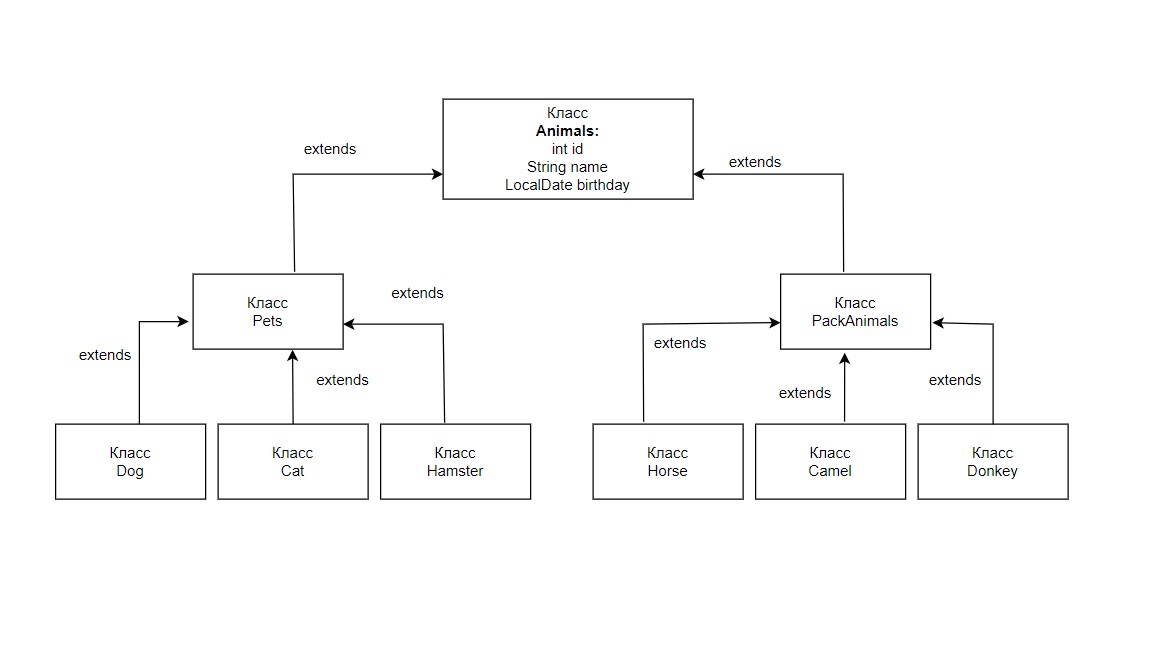 Класс
Animals:
int id
String name
LocalDate birthday
extends
extends
Класс
Pets
extends
Класс
PackAnimals
extends
extends
extends
extends
extends
extends
Класс
Dog
Класс
Cat
Класс
Hamster
Класс
Horse
Класс
Camel
Класс
Donkey